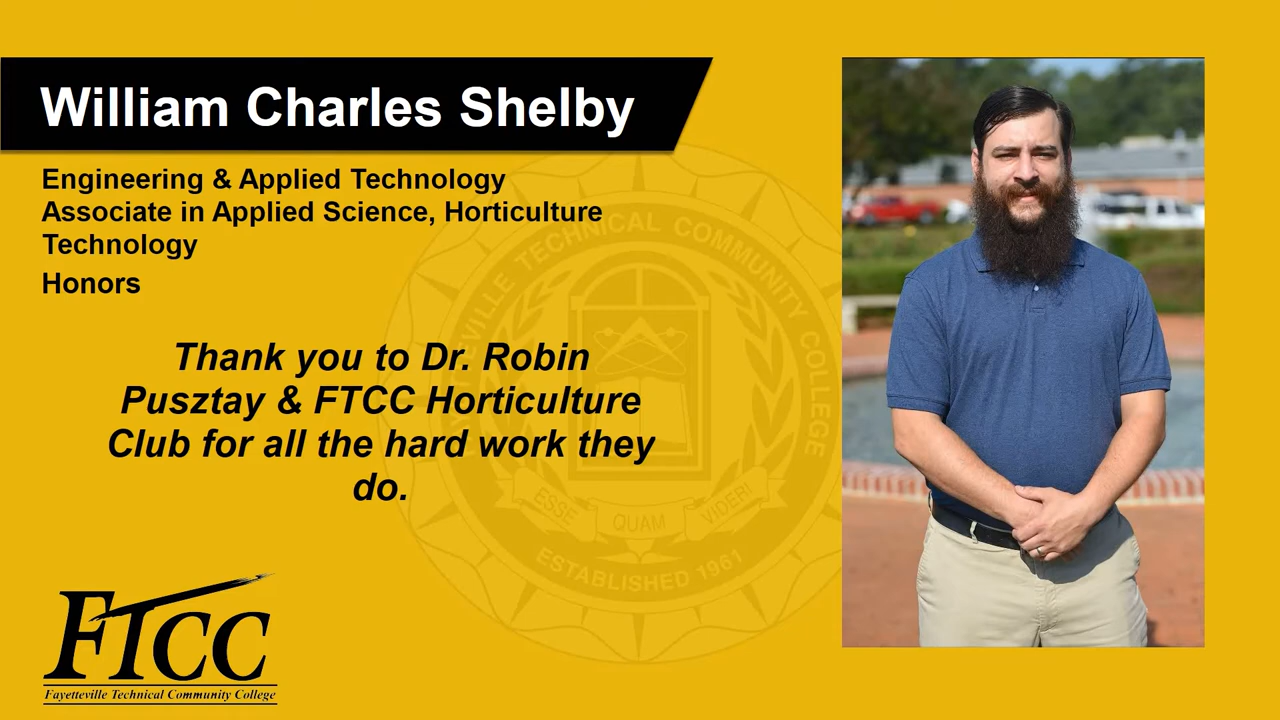 William Charles Shelby
Engineering & Applied Technology
Associate in Applied Science, Horticulture
Technology
Honors
Thank you to Dr. Robin
Pusztay & FTCC Horticulture
Club for all the hard work they
do.
FAYETTEVILLE TECHNICAL COMMUNITY COLLEGE
ESSE QUAM VIDERI
ESTABLISHED 1961
FTCC
Fayetteville Technical Community College